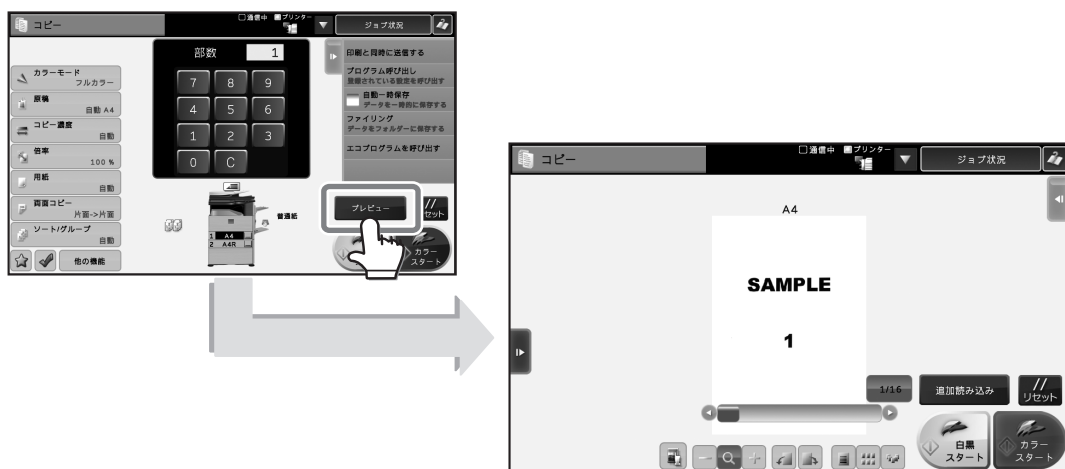 コピー
通信中 プリンター
ジョブ状況
部数 1
印刷と同時に送信する
プログラム呼び出し
登録されている設定を呼び出す
自動一時保存
データを一時的に保存する
ファイリング
データをフォルダーに保存する
エコプログラムを呼び出す
カラーモード
フルカラー
原稿
自動 A4
コピー濃度
自動
倍率
100 %
用紙
自動
両面コピー
片面->片面
ソート/グループ
自動
他の機能
7 8 9
4 5 6
1 2 3
0 C
1 A4
2 A4R
普通紙
プレビュー
セット
カラー
スタート
コピー
通信中 プリンター
ジョブ状況
A4
SAMPLE
1
1/16
追加読み込み
リセット
白黒
スタート
カラー
スタート